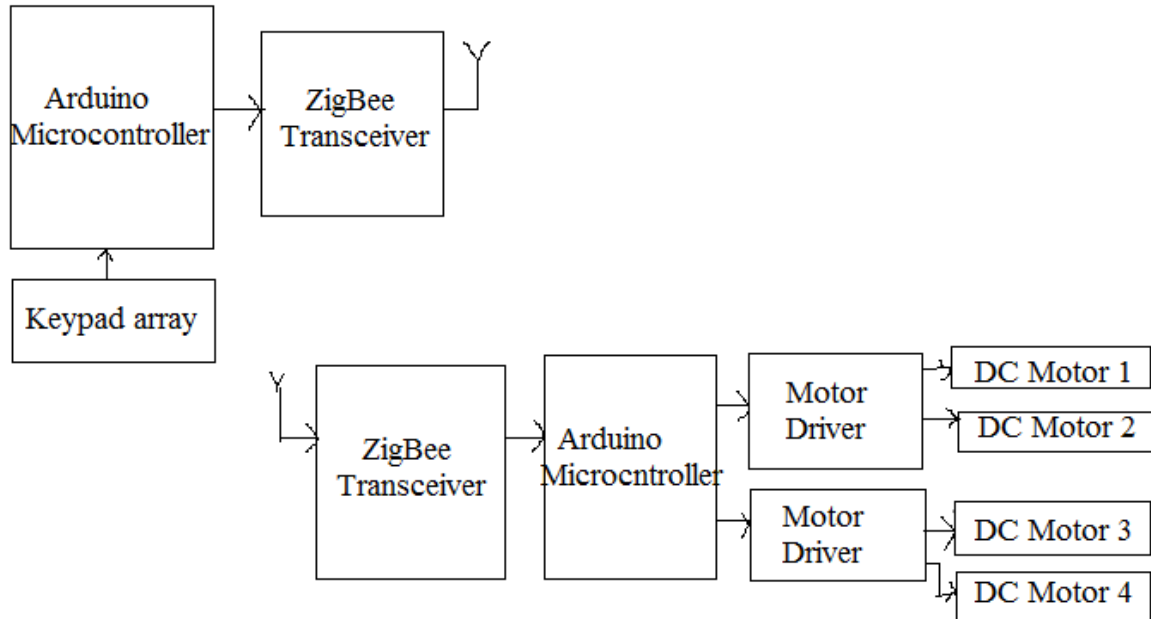 Arduino
Microcontroller
ZigBee
Transceiver
Keypad array
ZigBee
Transceiver
Arduino
Microcntroller
Motor
Driver
DC Motor 1
DC Motor 2
Motor
Driver
DC Motor 3
DC Motor 4